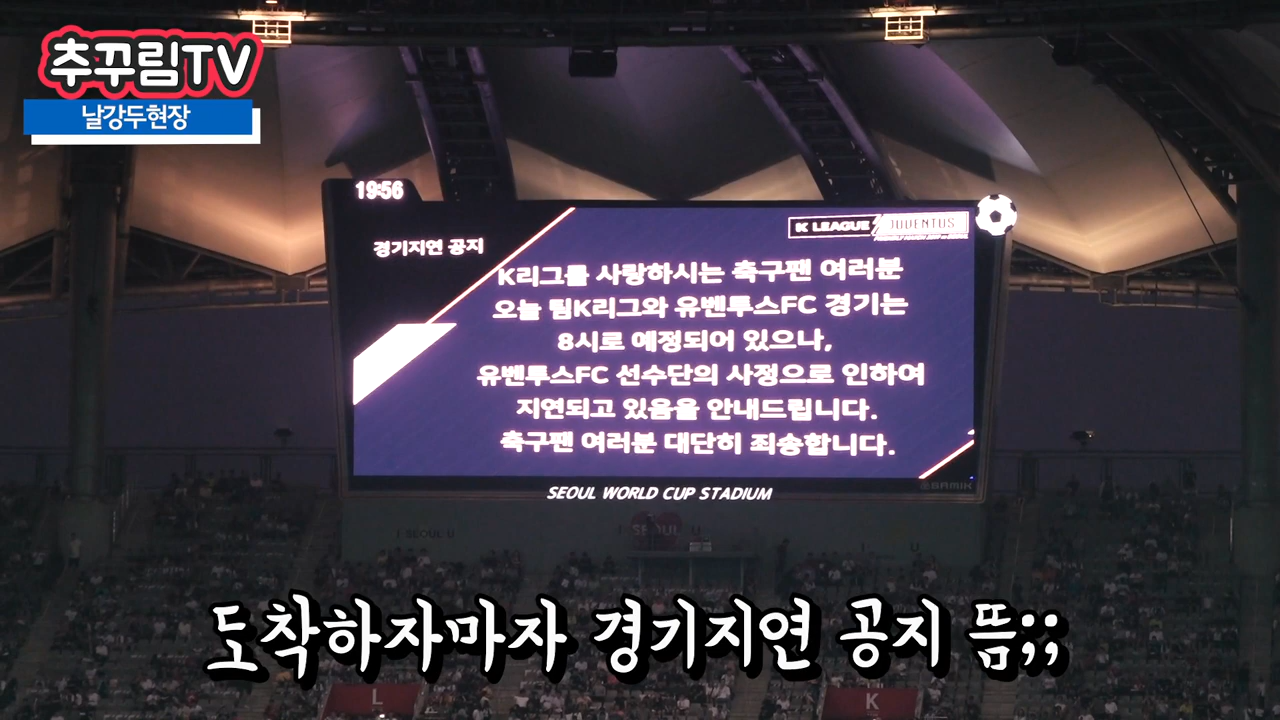 추꾸림TV
날강두현장
19:56
경기지연 공지
K LEAGUE
JUVENTUS
K리그를 사랑하시는 축구팬 여러분
오늘 팀K리그와 유벤투스FC 경기는
8시로 예정되어 있으나,
유벤투스FC 선수단의 사정으로 인하여
지연되고 있음을 안내드립니다.
축구팬 여러분 대단히 죄송합니다.
SAMIK
SEOUL WORLD CUP STADIUM
I SEOUL U
I SEOUL U
도착하자마자 경기지연 공지 뜸;;
L
K